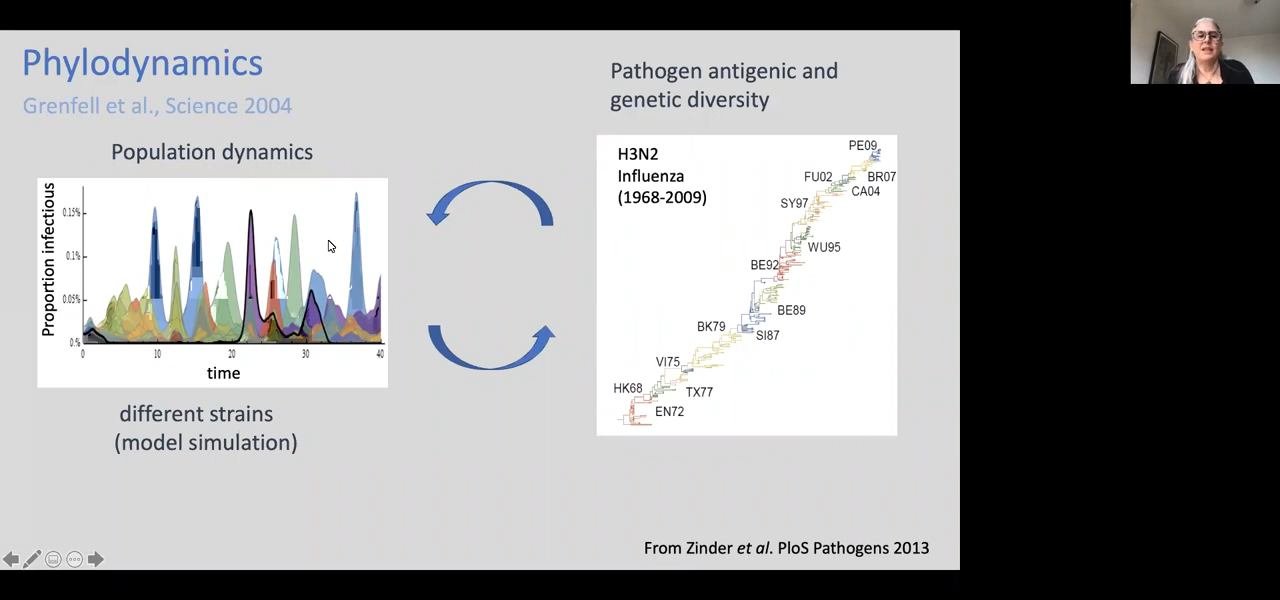 Phylodynamics
Grenfell et al., Science 2004
Population dynamics
Proportion infectious
0.15%
0.1%
0.05%
0.%
0
10
20
30
40
time
different strains
(model simulation)
Pathogen antigenic and
genetic diversity
H3N2
Influenza
(1968-2009)
PE09
FU02
BR07
CA04
SY97
WU95
BE92
BE89
BK79
SI87
VI75
HK68
TX77
EN72
From Zinder et al. PloS Pathogens 2013